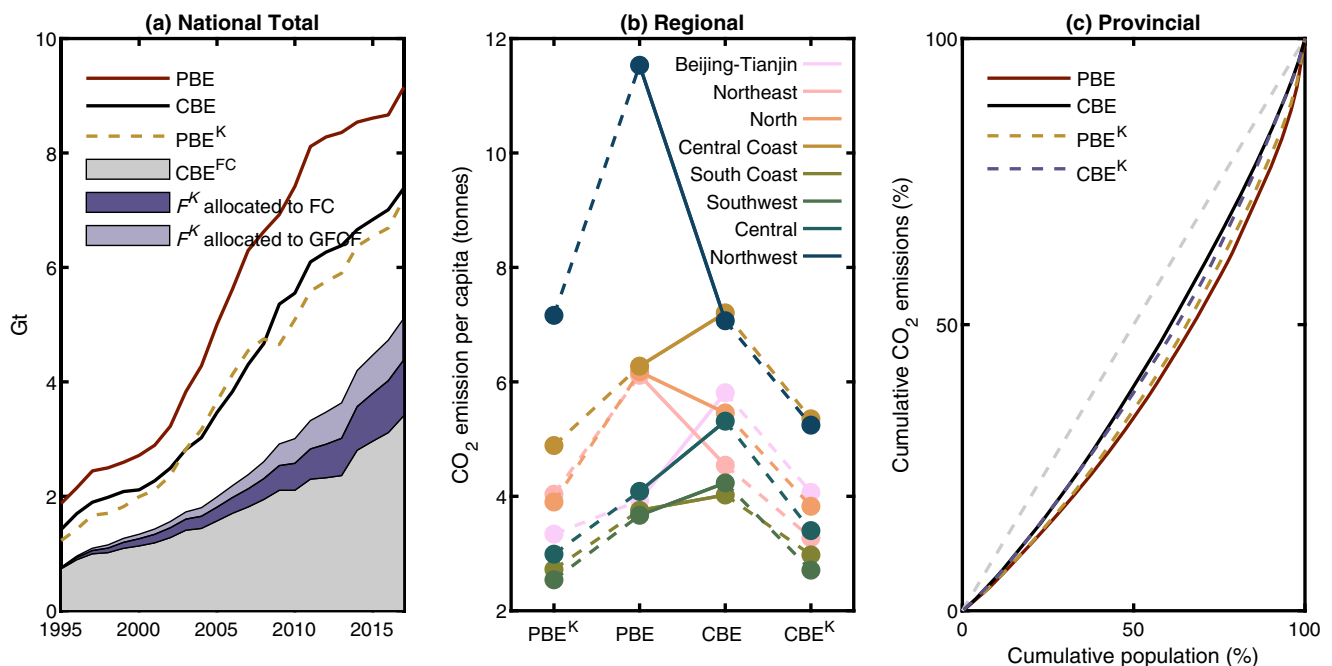 (a) National Total
10
8
6
4
2
0
Gt
1995
2000
2005
2010
2015
PBE
CBE
PBE^K
CBE^FC
F^K allocated to FC
F^K allocated to GFCF
(b) Regional
12
10
8
6
4
2
CO₂ emission per capita (tonnes)
PBE^K
PBE
CBE
CBE^K
Beijing-Tianjin
Northeast
North
Central Coast
South Coast
Southwest
Central
Northwest
(c) Provincial
100
50
0
Cumulative CO₂ emissions (%)
0
50
100
Cumulative population (%)
PBE
CBE
PBE^K
CBE^K